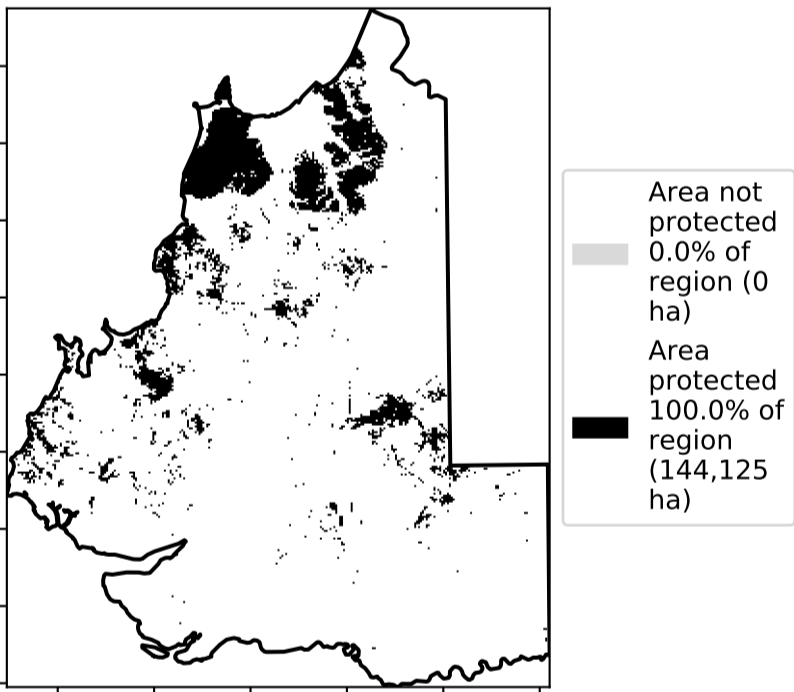 Area not
protected
0.0% of
region (0
ha)
Area
protected
100.0% of
region
(144,125
ha)